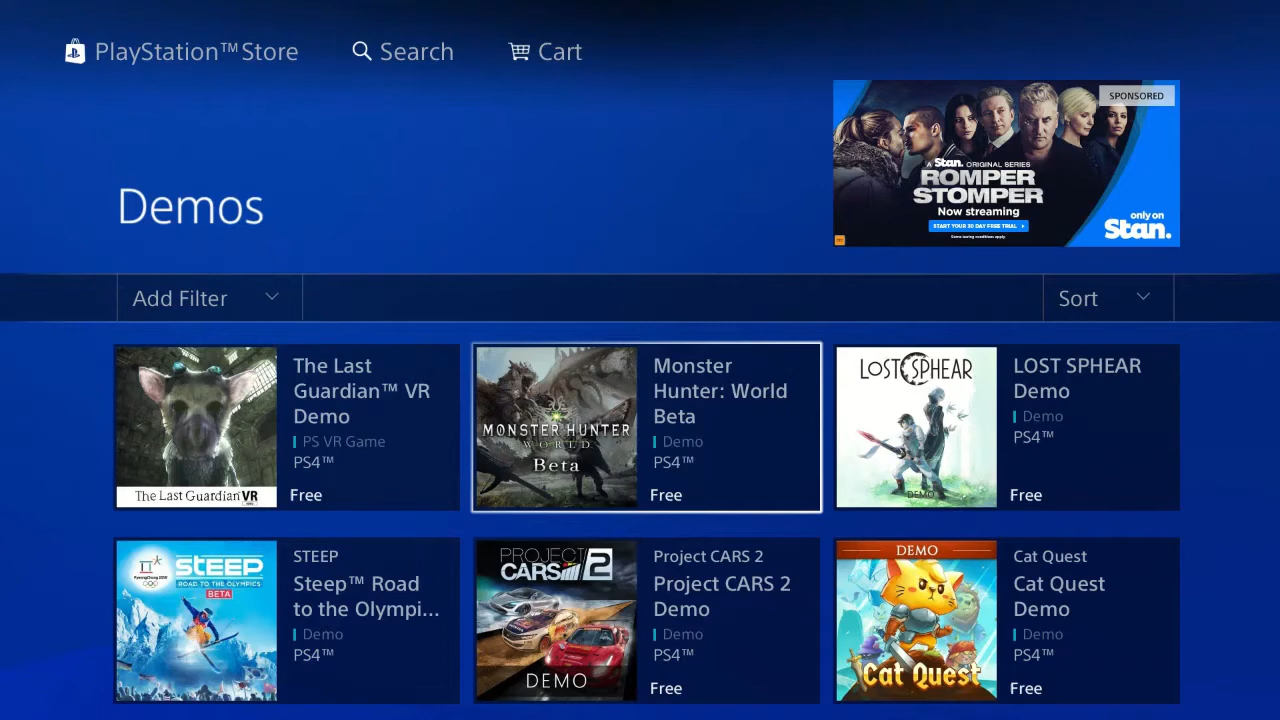 PlayStation™Store
Search
Cart
SPONSORED
A Stan. ORIGINAL SERIES
ROMPER
STOMPER
Now streaming
START YOUR 30 DAY FREE TRIAL
only on
Stan.
Demos
Add Filter
Sort
The Last Guardian VR
The Last
Guardian™ VR
Demo
PS VR Game
PS4™
Free
MONSTER HUNTER
WORLD
Beta
Monster
Hunter: World
Beta
Demo
PS4™
Free
LOST SPHEAR
DEMO
LOST SPHEAR
Demo
Demo
PS4™
Free
STEEP
ROAD TO THE OLYMPICS
BETA
STEEP
Steep™ Road
to the Olympi...
Demo
PS4™
PROJECT
CARS 2
DEMO
Project CARS 2
Project CARS 2
Demo
Demo
PS4™
Free
DEMO
Cat Quest
Cat Quest
Cat Quest
Demo
Demo
PS4™
Free